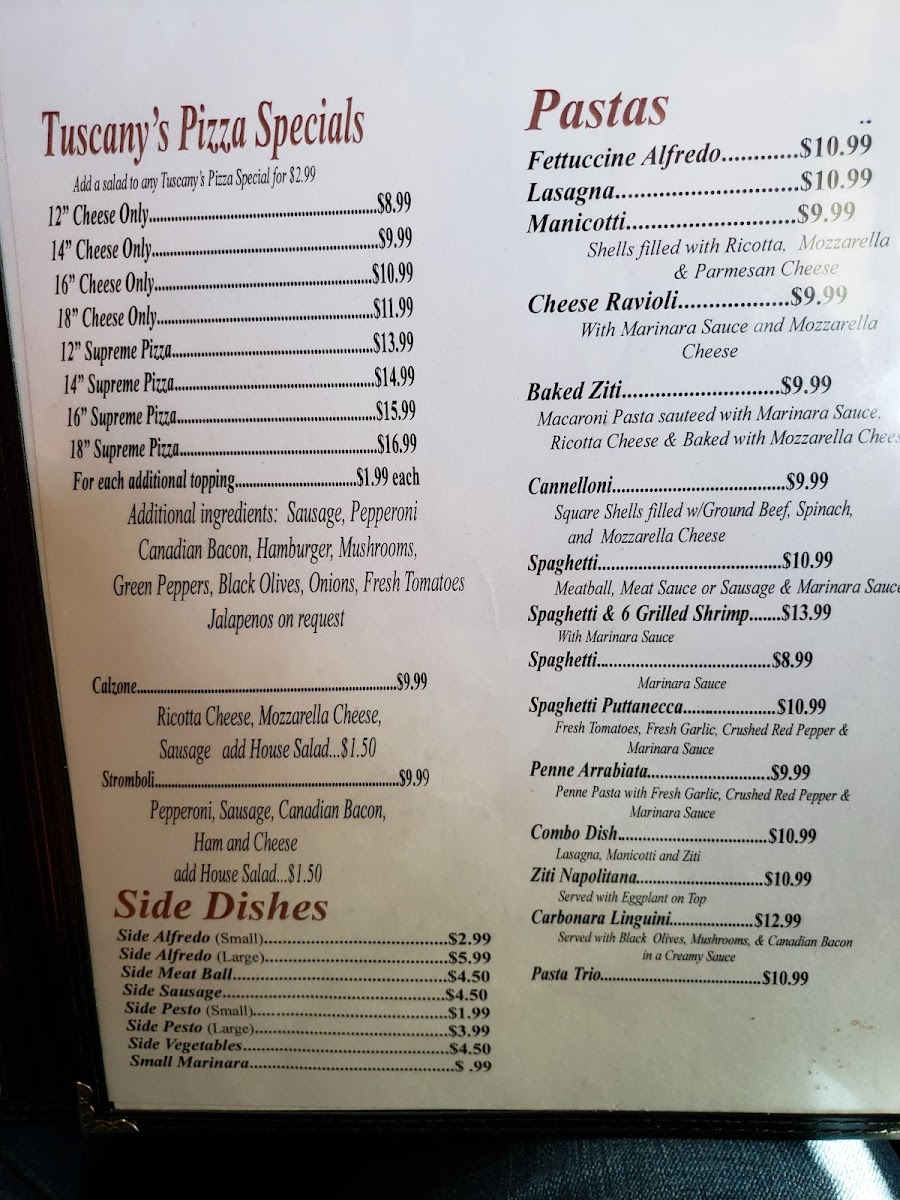 Tuscany's Pizza Specials
Add a salad to any Tuscany's Pizza Special for $2.99
12" Cheese Only....$8.99
14" Cheese Only....$9.99
16" Cheese Only....$10.99
18" Cheese Only....$11.99
12" Supreme Pizza....$13.99
14" Supreme Pizza....$14.99
16" Supreme Pizza....$15.99
18" Supreme Pizza....$16.99
For each additional topping....$1.99 each
Additional ingredients: Sausage, Pepperoni
Canadian Bacon, Hamburger, Mushrooms,
Green Peppers, Black Olives, Onions, Fresh Tomatoes
Jalapenos on request
Calzone....$9.99
Ricotta Cheese, Mozzarella Cheese,
Sausage add House Salad...$1.50
Stromboli....$9.99
Pepperoni, Sausage, Canadian Bacon,
Ham and Cheese
add House Salad...$1.50
Side Dishes
Side Alfredo (Small)....$2.99
Side Alfredo (Large)....$5.99
Side Meat Ball....$4.50
Side Sausage....$4.50
Side Pesto (Small)....$1.99
Side Pesto (Large)....$3.99
Side Vegetables....$4.50
Small Marinara....$ .99
Pastas
Fettuccine Alfredo....$10.99
Lasagna....$10.99
Manicotti....$9.99
Shells filled with Ricotta, Mozzarella
& Parmesan Cheese
Cheese Ravioli....$9.99
With Marinara Sauce and Mozzarella
Cheese
Baked Ziti....$9.99
Macaroni Pasta sauteed with Marinara Sauce,
Ricotta Cheese & Baked with Mozzarella Chees
Cannelloni....$9.99
Square Shells filled w/Ground Beef, Spinach,
and Mozzarella Cheese
Spaghetti....$10.99
Meatball, Meat Sauce or Sausage & Marinara Sauce
Spaghetti & 6 Grilled Shrimp.......$13.99
With Marinara Sauce
Spaghetti....$8.99
Marinara Sauce
Spaghetti Puttanecca....$10.99
Fresh Tomatoes, Fresh Garlic, Crushed Red Pepper &
Marinara Sauce
Penne Arrabiata....$9.99
Penne Pasta with Fresh Garlic, Crushed Red Pepper &
Marinara Sauce
Combo Dish....$10.99
Lasagna, Manicotti and Ziti
Ziti Napolitana....$10.99
Served with Eggplant on Top
Carbonara Linguini....$12.99
Served with Black Olives, Mushrooms, & Canadian Bacon
in a Creamy Sauce
Pasta Trio....$10.99